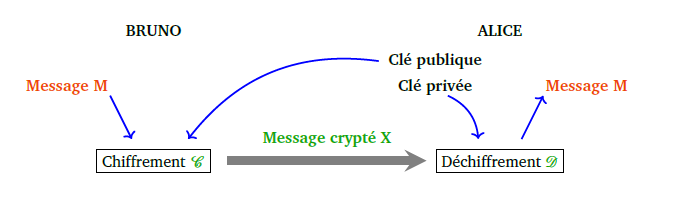 BRUNO
ALICE
Clé publique
Message M
Clé privée
Message M
Message crypté X
Chiffrement 𝒞
Déchiffrement 𝒟